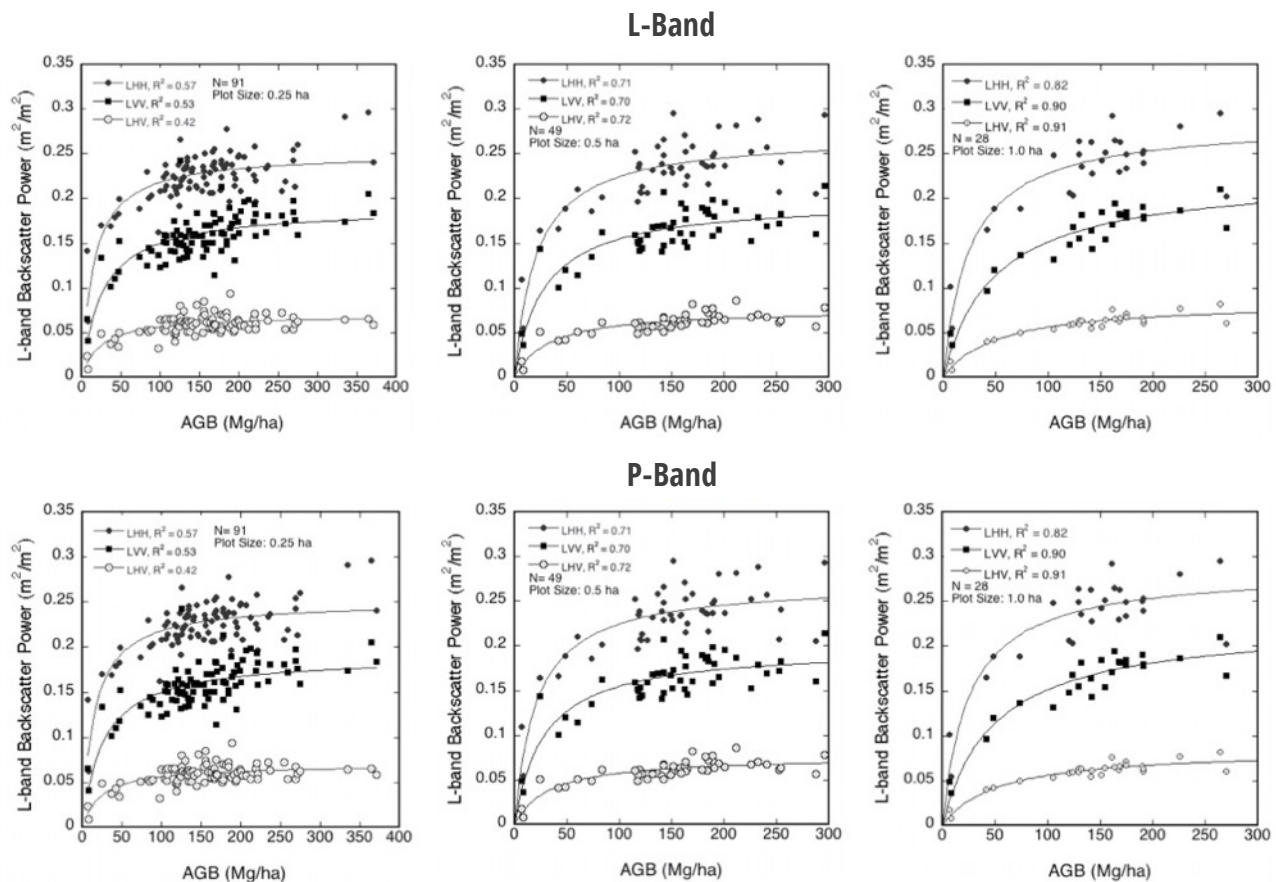 L-Band
L-band Backscatter Power (m²/m²)
0.35
0.3
0.25
0.2
0.15
0.1
0.05
0
LHH, R² = 0.57
LVV, R² = 0.53
LHV, R² = 0.42
N= 91
Plot Size: 0.25 ha
0 50 100 150 200 250 300 350 400
AGB (Mg/ha)
L-band Backscatter Power (m²/m²)
0.35
0.3
0.25
0.2
0.15
0.1
0.05
0
LHH, R² = 0.71
LVV, R² = 0.70
LHV, R² = 0.72
N= 49
Plot Size: 0.5 ha
0 50 100 150 200 250 300
AGB (Mg/ha)
L-band Backscatter Power (m²/m²)
0.35
0.3
0.25
0.2
0.15
0.1
0.05
0
LHH, R² = 0.82
LVV, R² = 0.90
LHV, R² = 0.91
N = 28
Plot Size: 1.0 ha
0 50 100 150 200 250 300
AGB (Mg/ha)
P-Band
L-band Backscatter Power (m²/m²)
0.35
0.3
0.25
0.2
0.15
0.1
0.05
0
LHH, R² = 0.57
LVV, R² = 0.53
LHV, R² = 0.42
N= 91
Plot Size: 0.25 ha
0 50 100 150 200 250 300 350 400
AGB (Mg/ha)
L-band Backscatter Power (m²/m²)
0.35
0.3
0.25
0.2
0.15
0.1
0.05
0
LHH, R² = 0.71
LVV, R² = 0.70
LHV, R² = 0.72
N= 49
Plot Size: 0.5 ha
0 50 100 150 200 250 300
AGB (Mg/ha)
L-band Backscatter Power (m²/m²)
0.35
0.3
0.25
0.2
0.15
0.1
0.05
0
LHH, R² = 0.82
LVV, R² = 0.90
LHV, R² = 0.91
N = 28
Plot Size: 1.0 ha
0 50 100 150 200 250 300
AGB (Mg/ha)